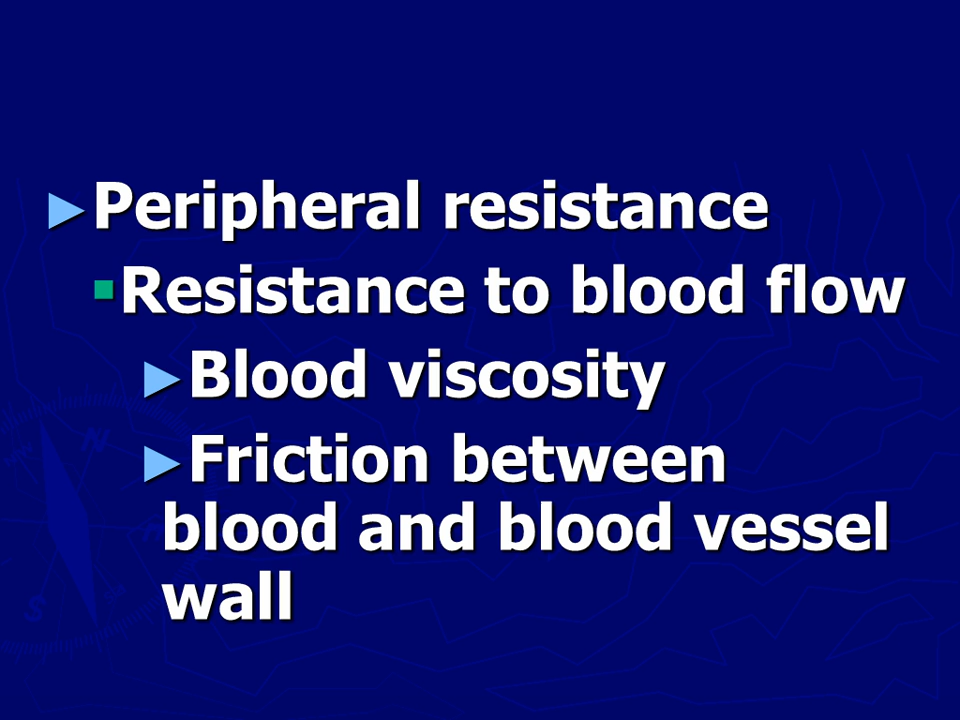 ►Peripheral resistance
▪Resistance to blood flow
►Blood viscosity
►Friction between
blood and blood vessel
wall
N
S